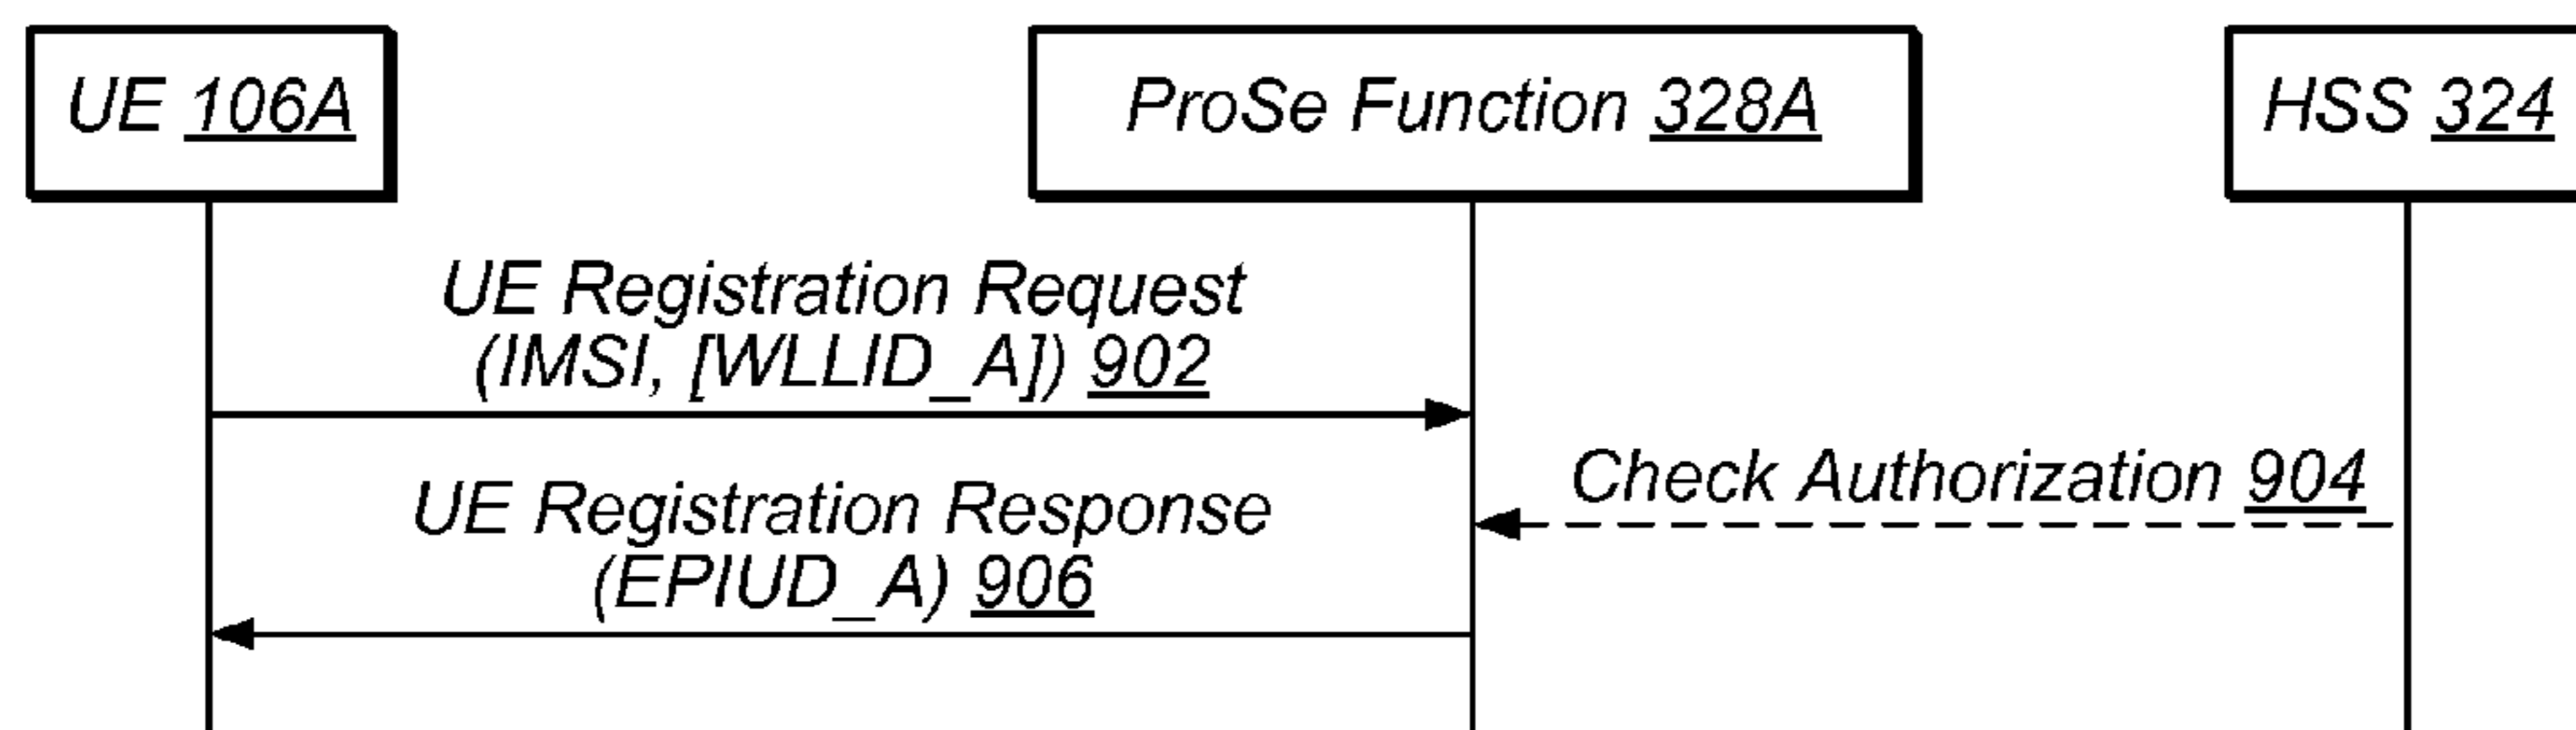 UE 106A
ProSe Function 328A
HSS 324
UE Registration Request
(IMSI, [WLLID_A]) 902
Check Authorization 904
UE Registration Response
(EPIUD_A) 906